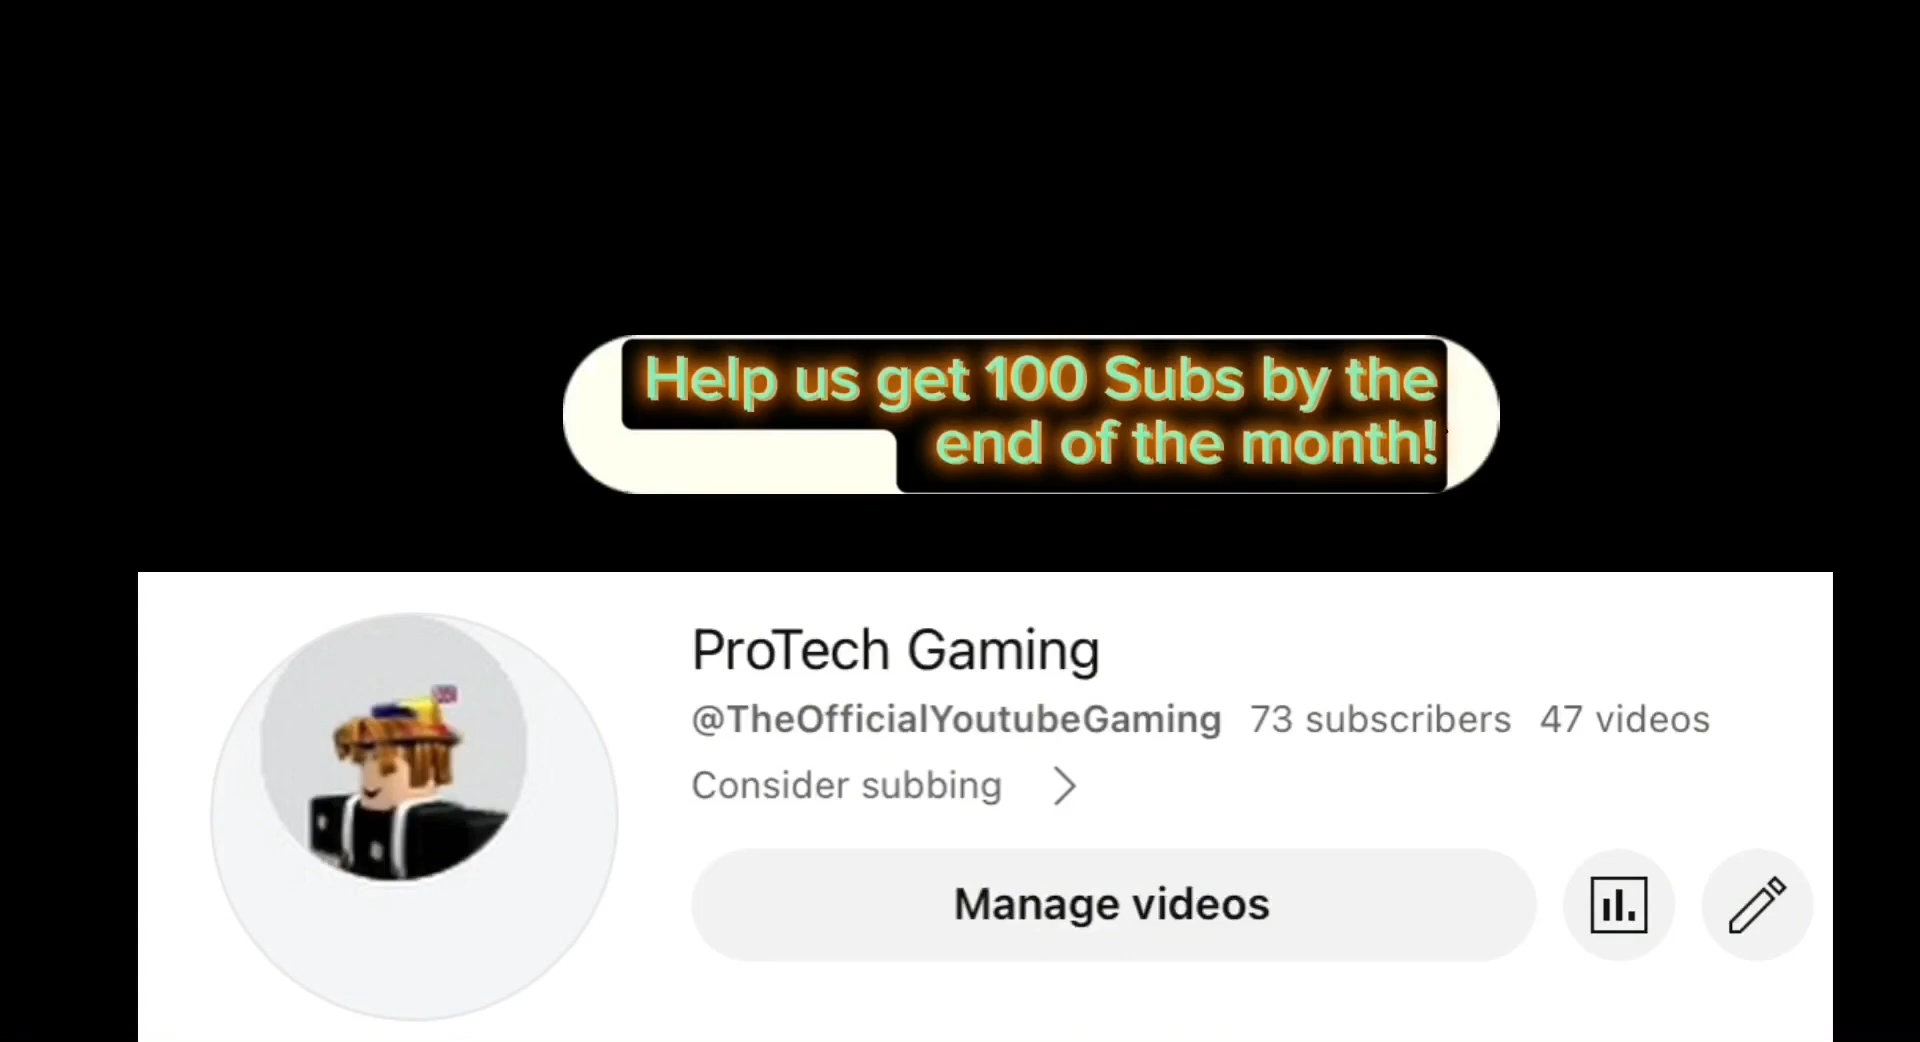 Help us get 100 Subs by the
end of the month!
ProTech Gaming
@TheOfficialYoutubeGaming 73 subscribers 47 videos
Consider subbing
Manage videos